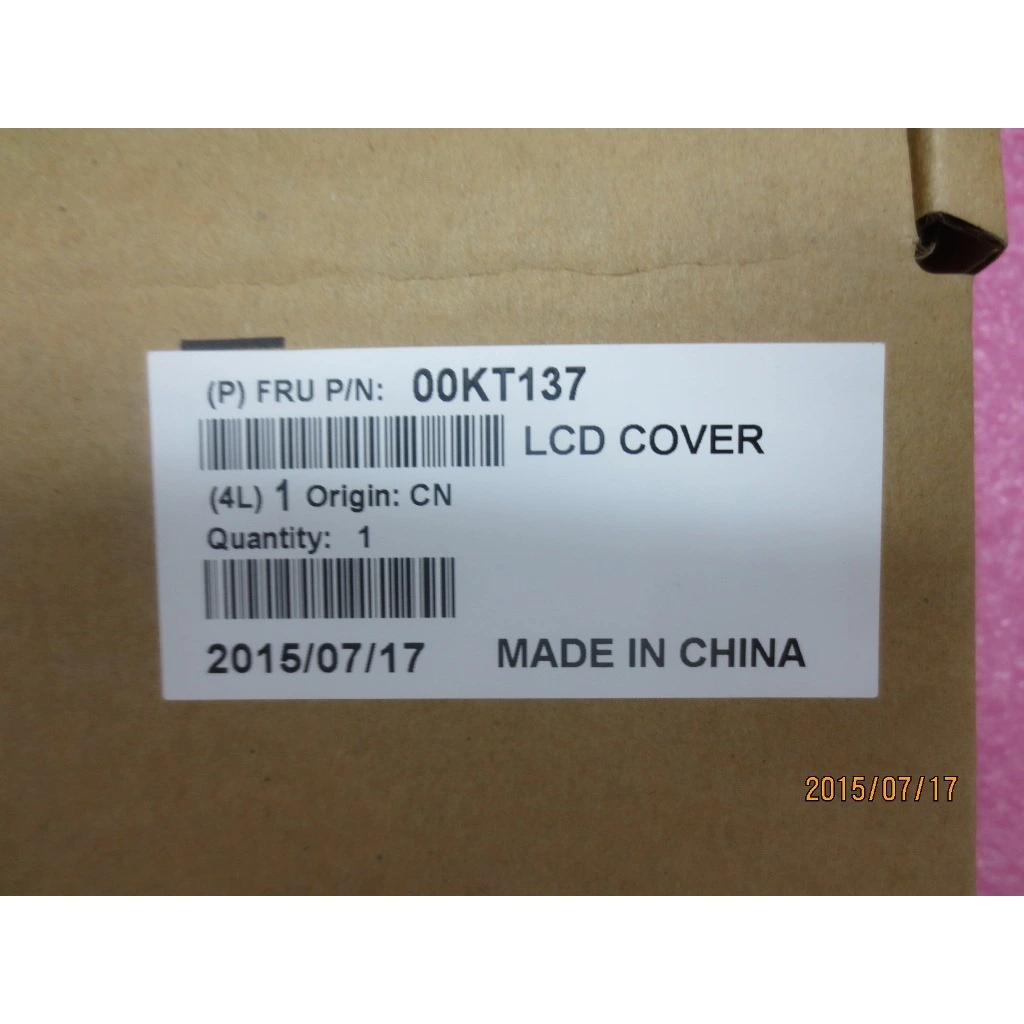 (P) FRU P/N: 00KT137
LCD COVER
(4L) 1 Origin: CN
Quantity: 1
2015/07/17 MADE IN CHINA
2015/07/17